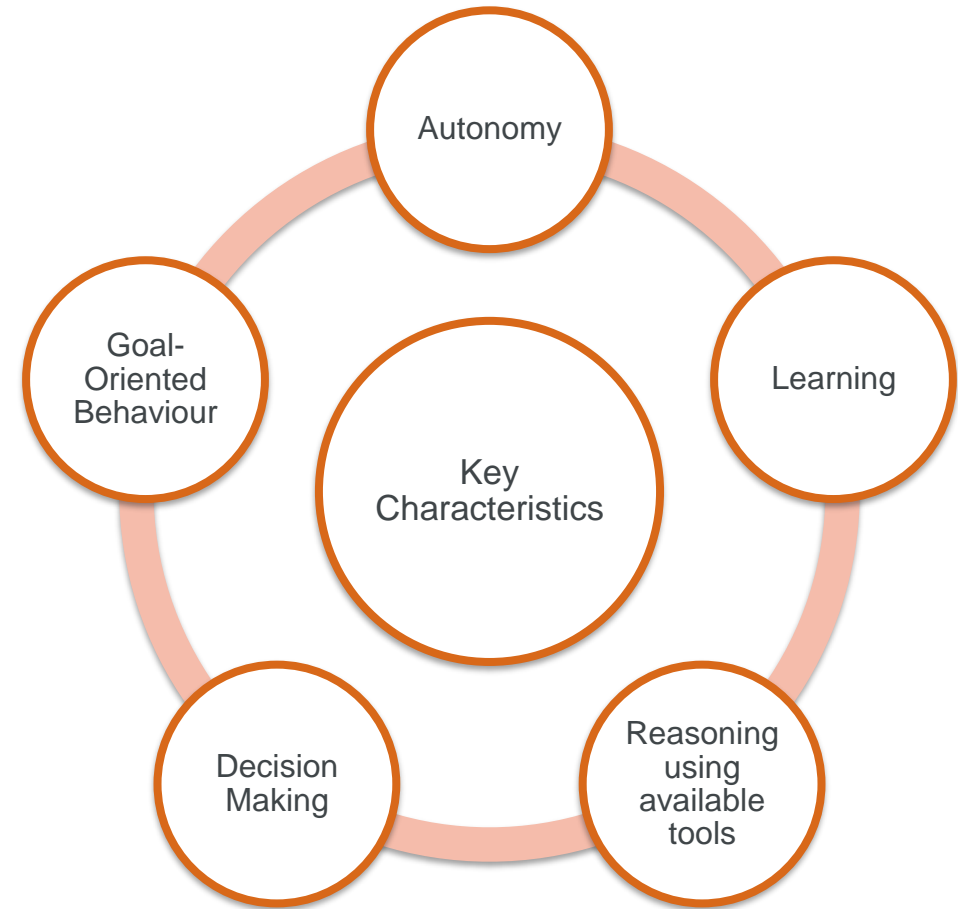 Autonomy
Learning
Reasoning
using
available
tools
Decision
Making
Goal-
Oriented
Behaviour
Key
Characteristics